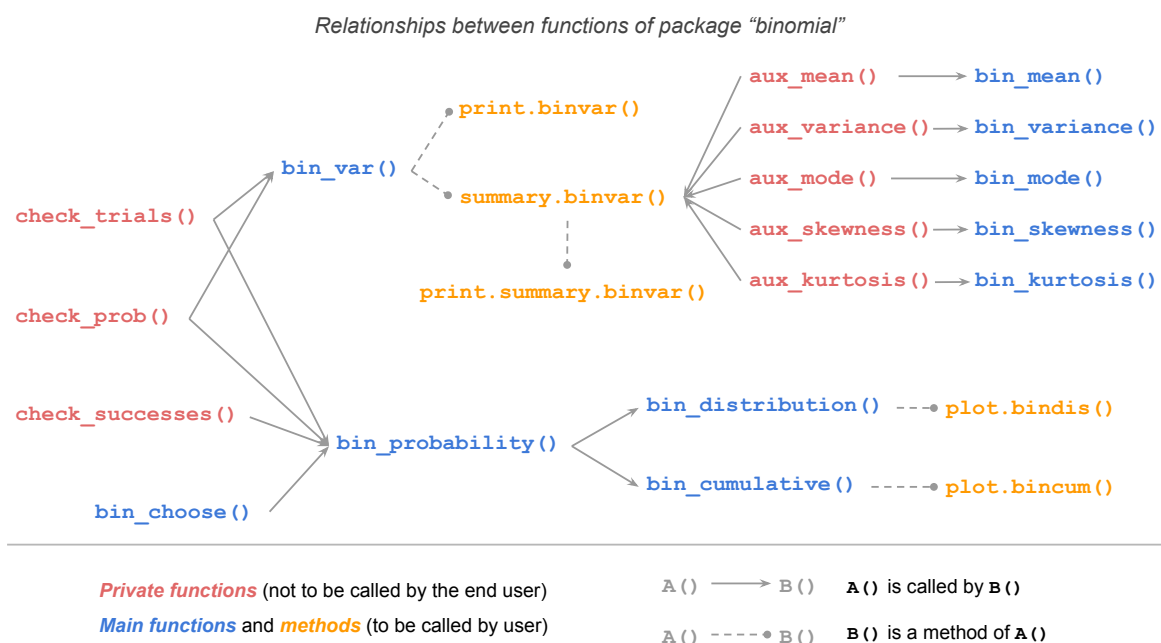 Relationships between functions of package “binomial”
aux_mean()
bin_mean()
print.binvar()
aux_variance()
bin_variance()
bin_var()
aux_mode()
bin_mode()
summary.binvar()
check_trials()
aux_skewness()
bin_skewness()
aux_kurtosis()
bin_kurtosis()
print.summary.binvar()
check_prob()
bin_distribution()
plot.bindis()
check_successes()
bin_probability()
bin_cumulative()
plot.bincum()
bin_choose()
Private functions (not to be called by the end user)
A() B() A() is called by B()
Main functions and methods (to be called by user)
A() B() B() is a method of A()